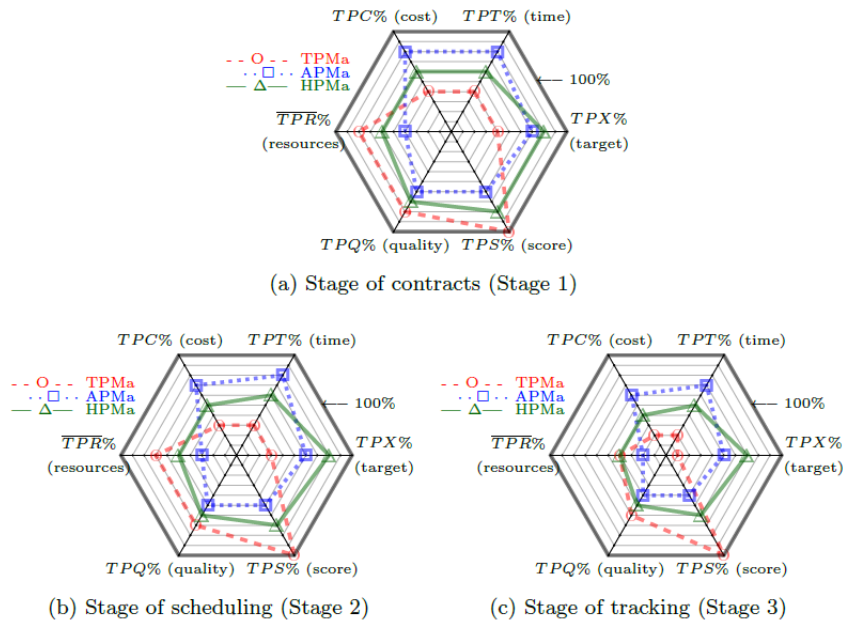 TPC% (cost) TPT% (time)
- - O - - TPMa
· · □ · · APMa
— Δ — HPMa
100%
TPR% TPX%
(resources) (target)
TPQ% (quality) TPS% (score)
(a) Stage of contracts (Stage 1)
TPC% (cost) TPT% (time)
- - O - - TPMa
· · □ · · APMa
— Δ — HPMa
100%
TPR% TPX%
(resources) (target)
TPQ% (quality) TPS% (score)
(b) Stage of scheduling (Stage 2)
TPC% (cost) TPT% (time)
- - O - - TPMa
· · □ · · APMa
— Δ — HPMa
100%
TPR% TPX%
(resources) (target)
TPQ% (quality) TPS% (score)
(c) Stage of tracking (Stage 3)